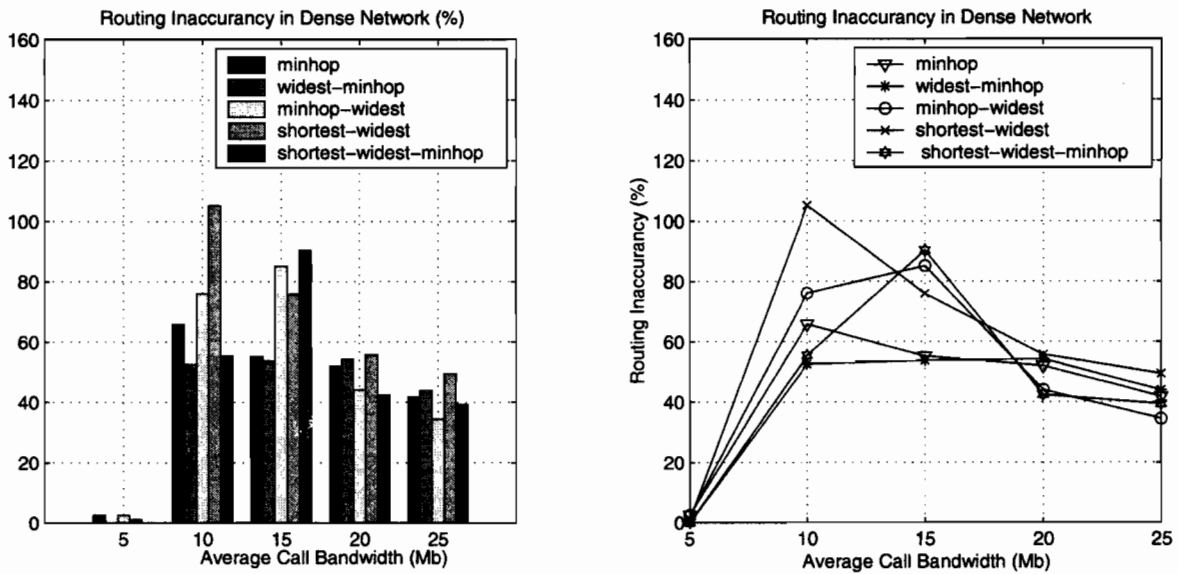 Routing Inaccurancy in Dense Network (%)
160
140
120
100
80
60
40
20
0
minhop
widest–minhop
minhop–widest
shortest–widest
shortest–widest–minhop
5
10
15
20
25
Average Call Bandwidth (Mb)
Routing Inaccurancy in Dense Network
Routing Inaccurancy (%)
160
140
120
100
80
60
40
20
0
minhop
widest–minhop
minhop–widest
shortest–widest
shortest–widest–minhop
5
10
15
20
25
Average Call Bandwidth (Mb)